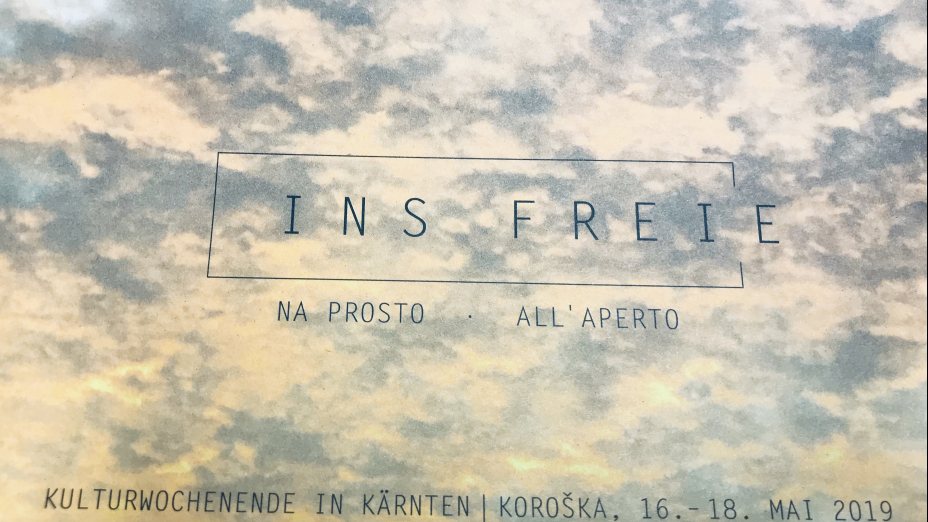 INS FREIE
NA PROSTO · ALL'APERTO
KULTURWOCHENENDE IN KÄRNTEN | KOROŠKA, 16.-18. MAI 2019